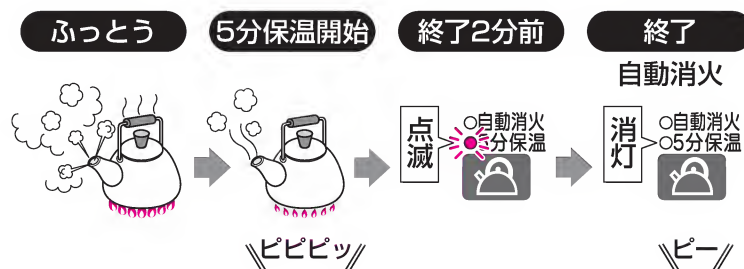 ふっとう
5分保温開始
ピピピッ
終了2分前
点滅
○自動消火
5分保温
終了
自動消火
消灯
○自動消火
○5分保温
ピー